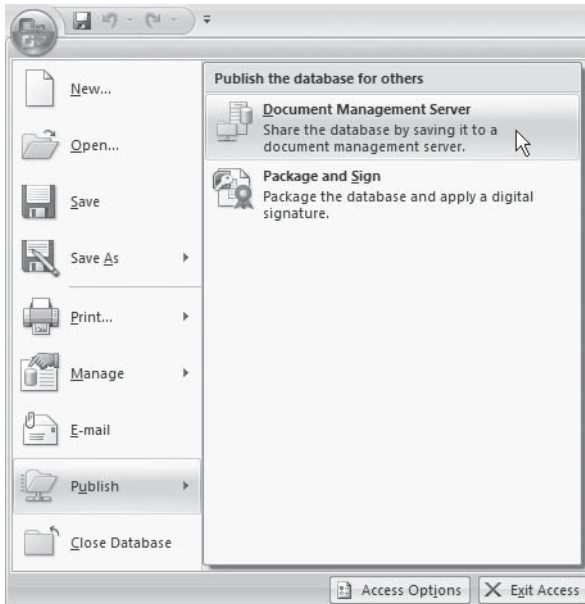 New...
Open...
Save
Save As
Print...
Manage
E-mail
Publish
Close Database
Publish the database for others
Document Management Server
Share the database by saving it to a
document management server.
Package and Sign
Package the database and apply a digital
signature.
Access Options
Exit Access